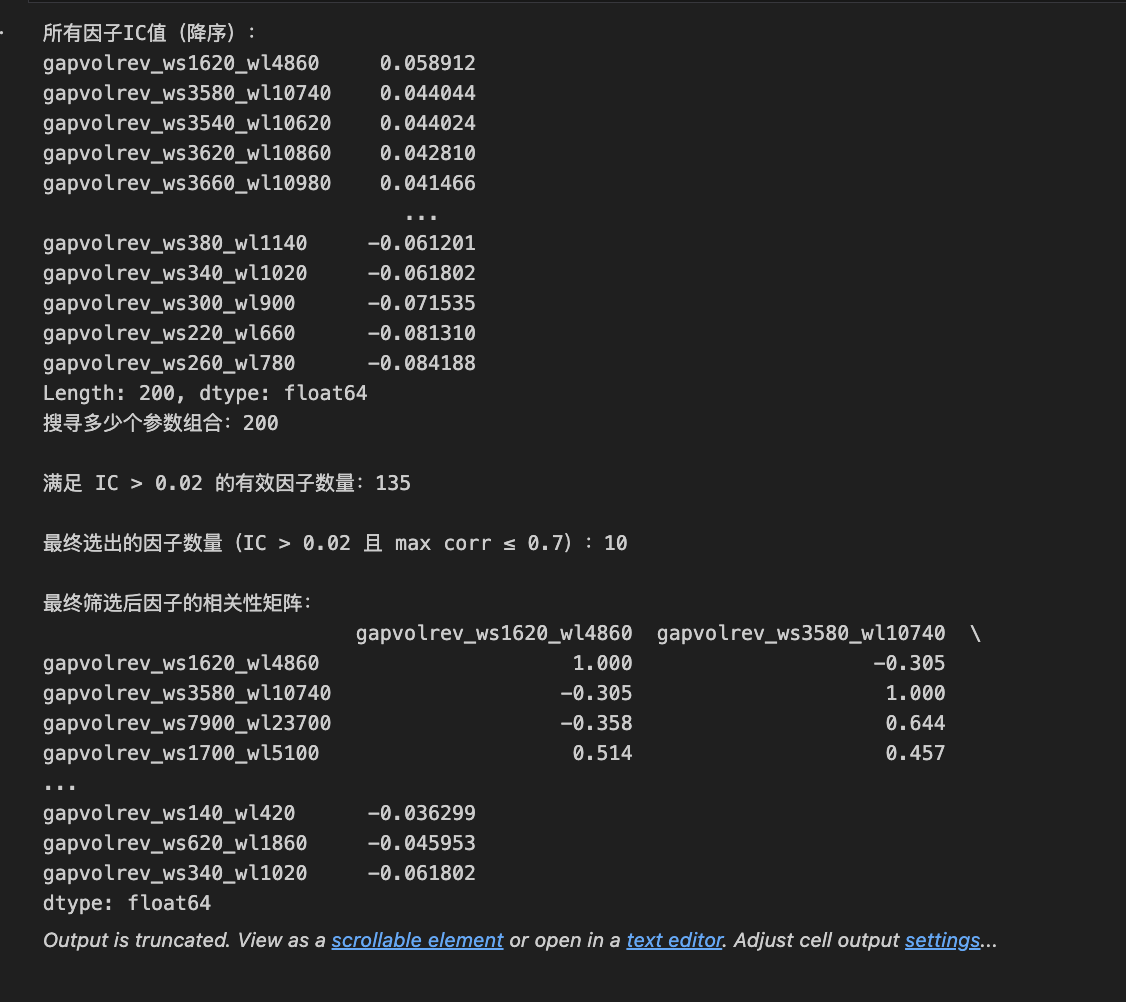 所有因子IC值（降序）：
gapvolrev_ws1620_wl4860 0.058912
gapvolrev_ws3580_wl10740 0.044044
gapvolrev_ws3540_wl10620 0.044024
gapvolrev_ws3620_wl10860 0.042810
gapvolrev_ws3660_wl10980 0.041466
...
gapvolrev_ws380_wl1140 -0.061201
gapvolrev_ws340_wl1020 -0.061802
gapvolrev_ws300_wl900 -0.071535
gapvolrev_ws220_wl660 -0.081310
gapvolrev_ws260_wl780 -0.084188
Length: 200, dtype: float64
搜寻多少个参数组合：200
满足 IC > 0.02 的有效因子数量：135
最终选出的因子数量（IC > 0.02 且 max corr ≤ 0.7）：10
最终筛选后因子的相关性矩阵：
gapvolrev_ws1620_wl4860 gapvolrev_ws3580_wl10740 \
gapvolrev_ws1620_wl4860 1.000 -0.305
gapvolrev_ws3580_wl10740 -0.305 1.000
gapvolrev_ws7900_wl23700 -0.358 0.644
gapvolrev_ws1700_wl5100 0.514 0.457
...
gapvolrev_ws140_wl420 -0.036299
gapvolrev_ws620_wl1860 -0.045953
gapvolrev_ws340_wl1020 -0.061802
dtype: float64
Output is truncated. View as a scrollable element or open in a text editor. Adjust cell output settings...